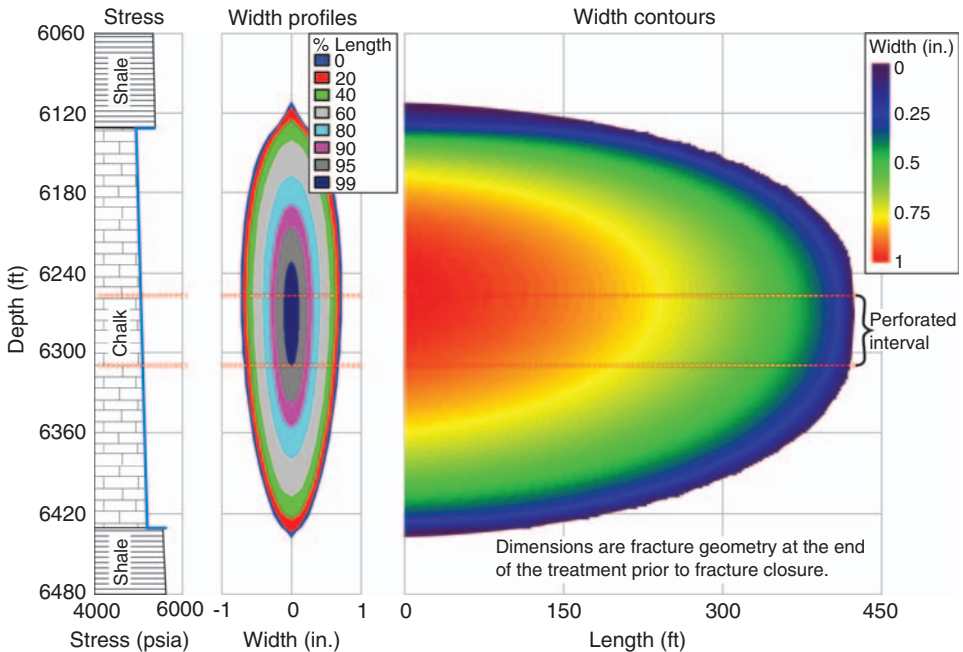 Stress
Width profiles
Width contours
6060
6120
6180
6240
6300
6360
6420
6480
Depth (ft)
Shale
Chalk
Shale
4000
6000
Stress (psia)
% Length
0
20
40
60
80
90
95
99
-1
0
1
Width (in.)
Width (in.)
0
0.25
0.5
0.75
1
Perforated
interval
Dimensions are fracture geometry at the end
of the treatment prior to fracture closure.
0
150
300
450
Length (ft)